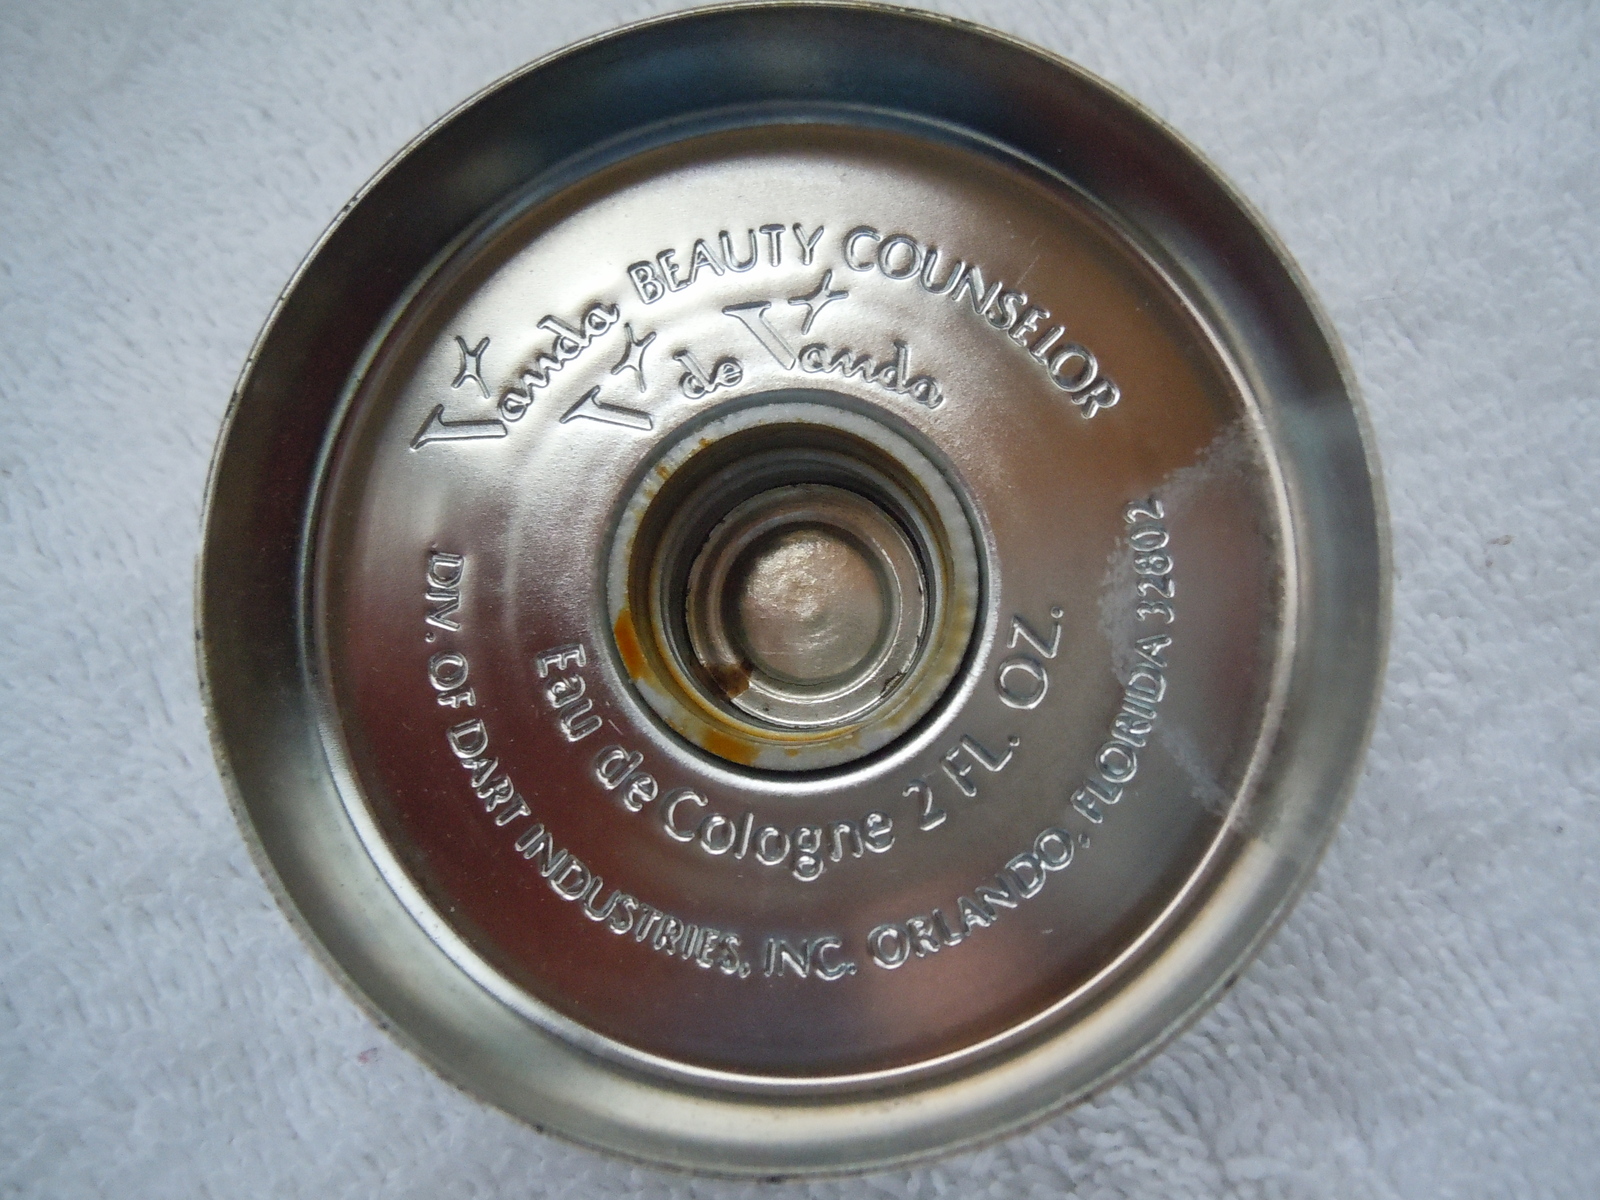 Vanda BEAUTY COUNSELOR
V de Vanda
Eau de Cologne 2 FL. OZ.
DIV. OF DART INDUSTRIES, INC. ORLANDO, FLORIDA 32802